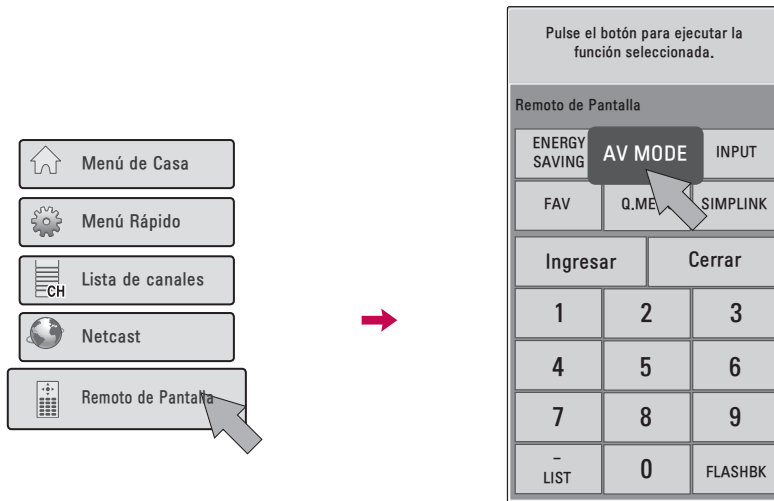 Menú de Casa
Menú Rápido
CH
Lista de canales
Netcast
Remoto de Pantalla
Pulse el botón para ejecutar la
función seleccionada.
Remoto de Pantalla
ENERGY
SAVING
AV MODE
INPUT
FAV
Q.ME
SIMPLINK
Ingresar
Cerrar
1
2
3
4
5
6
7
8
9
–
LIST
0
FLASHBK